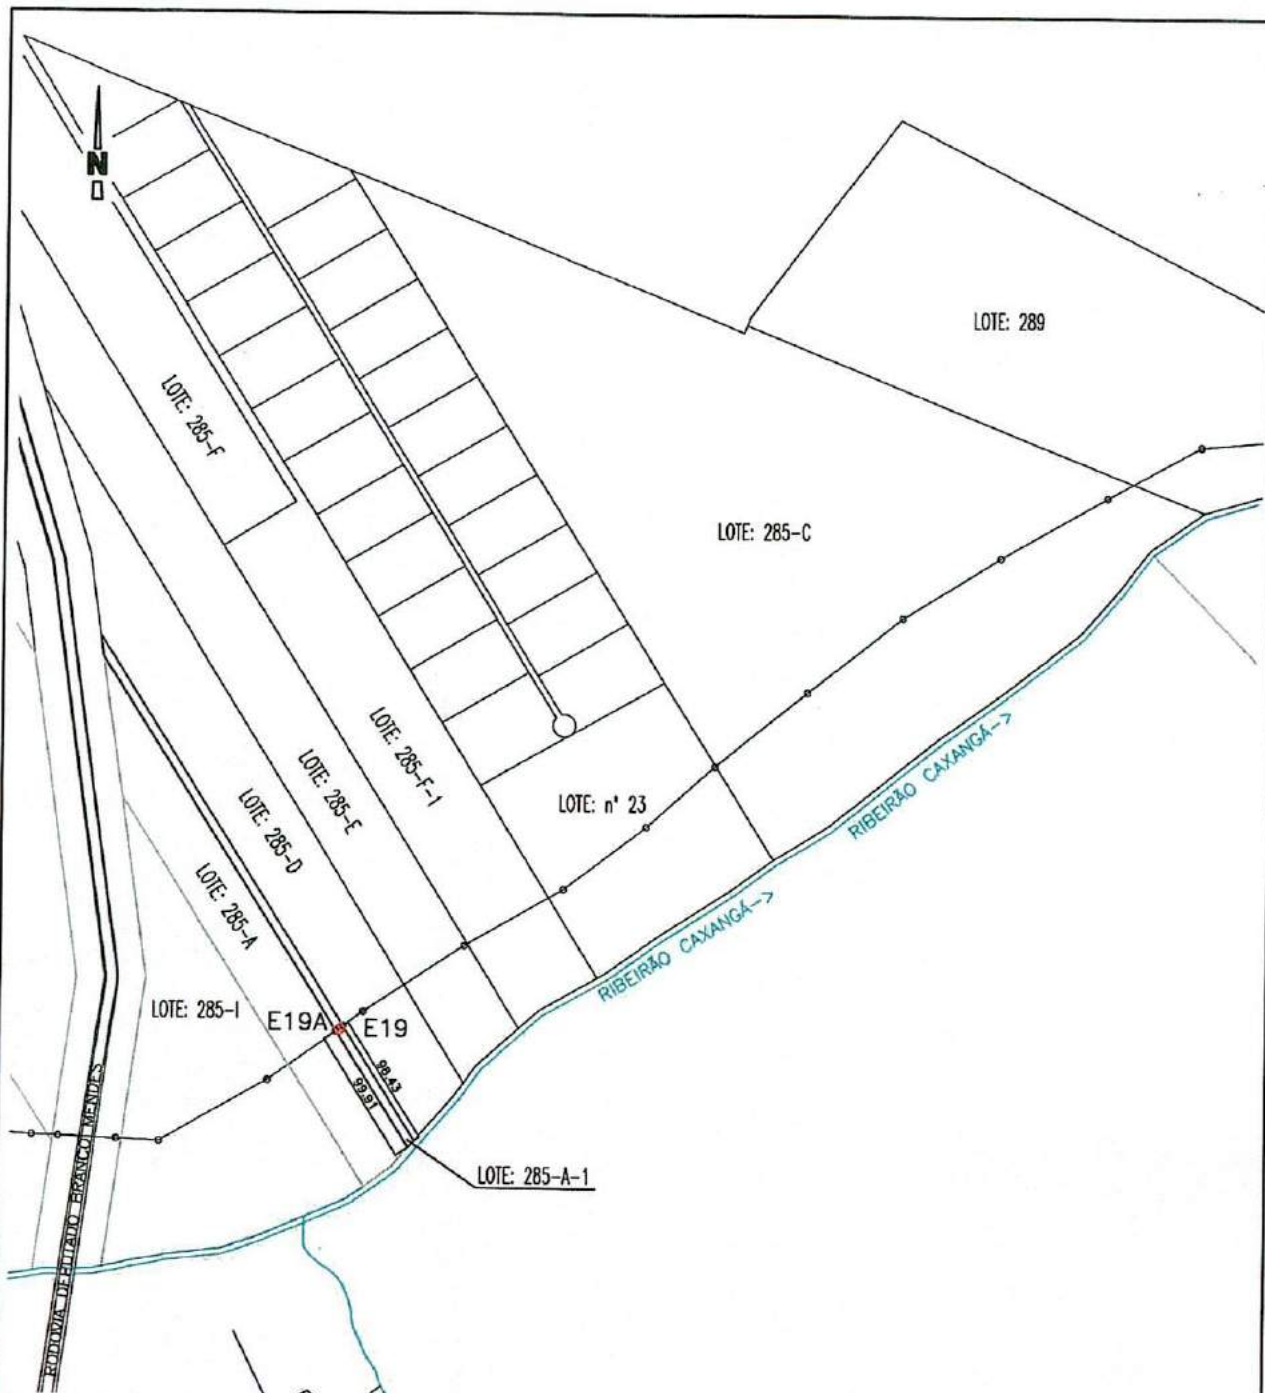 N
LOTE: 289
LOTE: 285-F
LOTE: 285-C
LOTE: 285-F-1
LOTE: 285-E
LOTE: 285-D
LOTE: n° 23
LOTE: 285-A
RIBEIRÃO CAXANGÁ->
RIBEIRÃO CAXANGÁ->
LOTE: 285-I
E19A
E19
98.43
99.91
LOTE: 285-A-1
RODOVIA DEPUTADO BRANCO MENDES